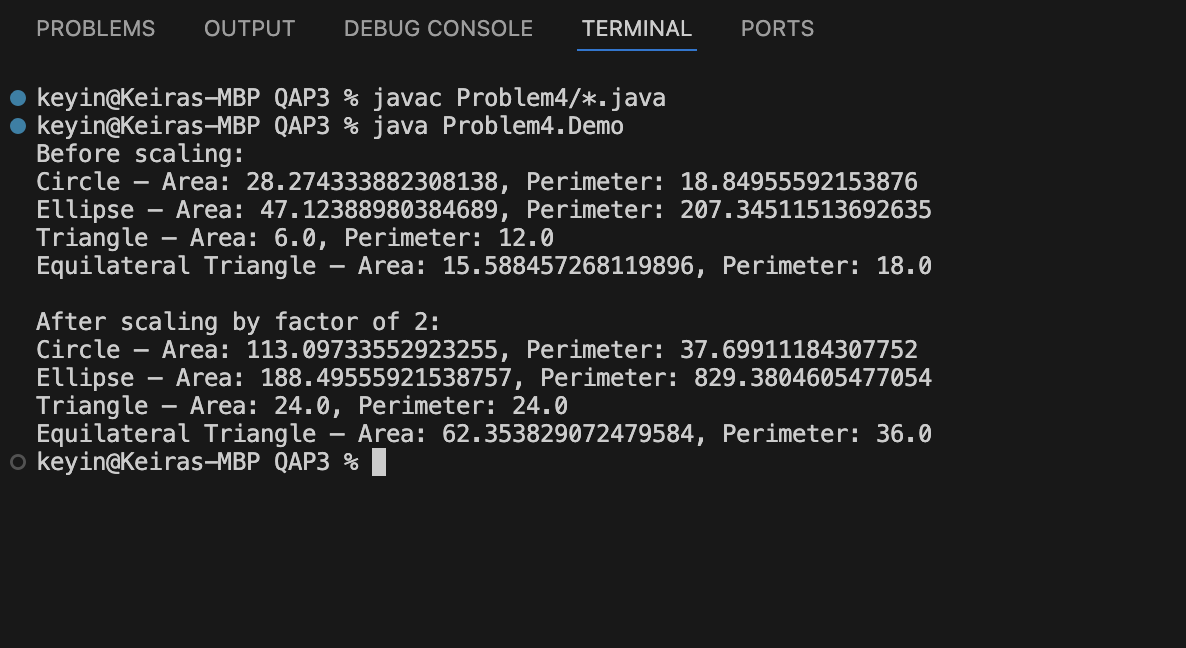 PROBLEMS OUTPUT DEBUG CONSOLE TERMINAL PORTS
keyin@Keiras-MBP QAP3 % javac Problem4/*.java
keyin@Keiras-MBP QAP3 % java Problem4.Demo
Before scaling:
Circle – Area: 28.274333882308138, Perimeter: 18.84955592153876
Ellipse – Area: 47.12388980384689, Perimeter: 207.34511513692635
Triangle – Area: 6.0, Perimeter: 12.0
Equilateral Triangle – Area: 15.588457268119896, Perimeter: 18.0
After scaling by factor of 2:
Circle – Area: 113.09733552923255, Perimeter: 37.69911184307752
Ellipse – Area: 188.49555921538757, Perimeter: 829.3804605477054
Triangle – Area: 24.0, Perimeter: 24.0
Equilateral Triangle – Area: 62.353829072479584, Perimeter: 36.0
keyin@Keiras-MBP QAP3 %